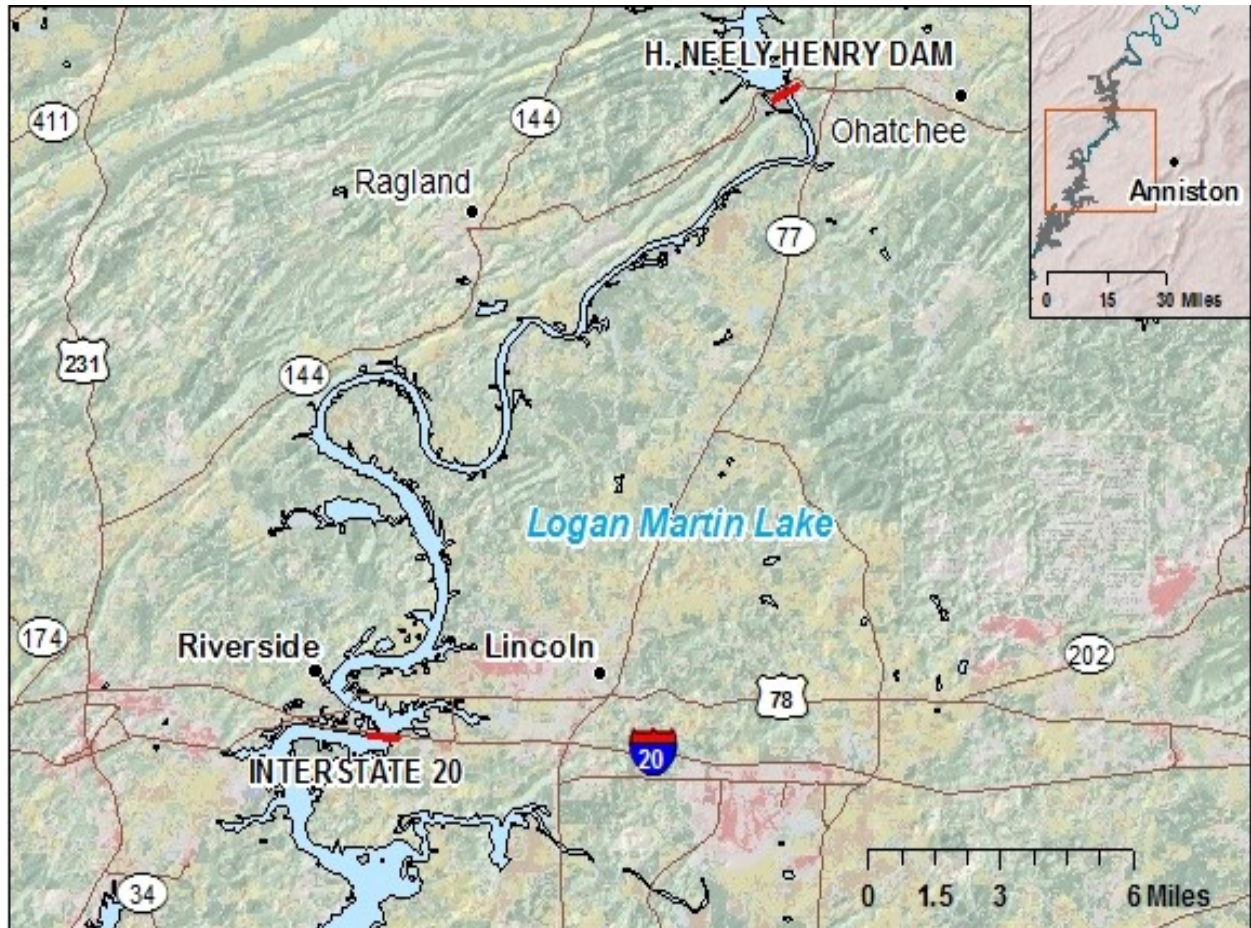 H. NEELY HENRY DAM
411
144
Ohatchee
Ragland
Anniston
77
0 15 30 Miles
231
144
Logan Martin Lake
174
Riverside
Lincoln
202
78
20
INTERSTATE 20
34
0 1.5 3 6 Miles